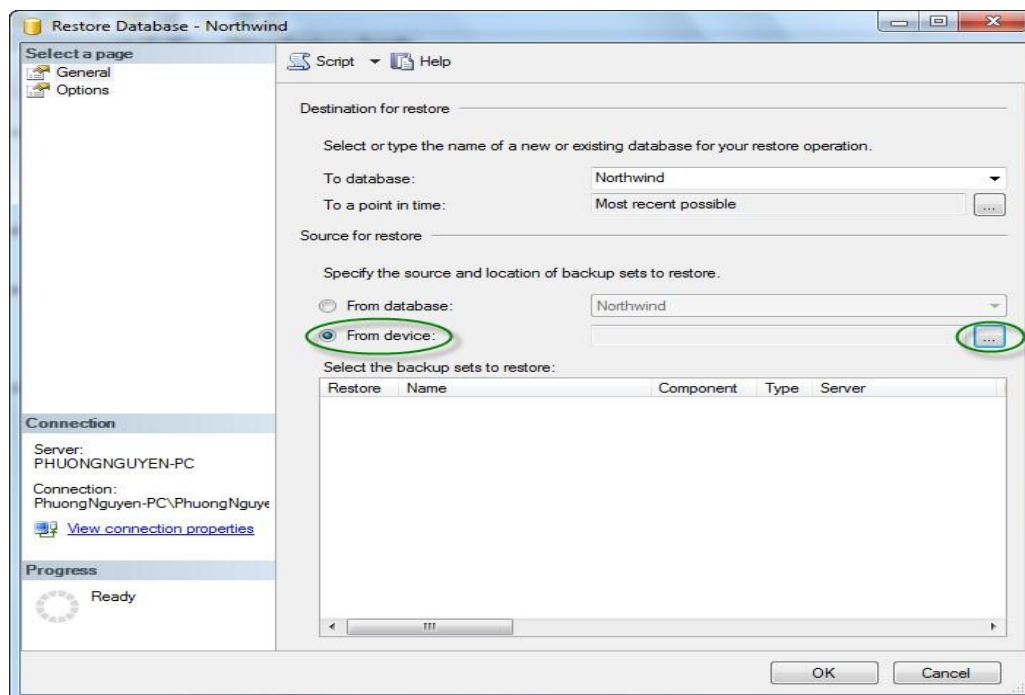 Restore Database - Northwind
Select a page
General
Options
Script
Help
Destination for restore
Select or type the name of a new or existing database for your restore operation.
To database:
Northwind
To a point in time:
Most recent possible
...
Source for restore
Specify the source and location of backup sets to restore.
From database:
Northwind
From device:
...
Select the backup sets to restore:
Restore Name Component Type Server
Connection
Server:
PHUONGNGUYEN-PC
Connection:
PhuongNguyen-PC\PhuongNguye
View connection properties
Progress
Ready
OK
Cancel